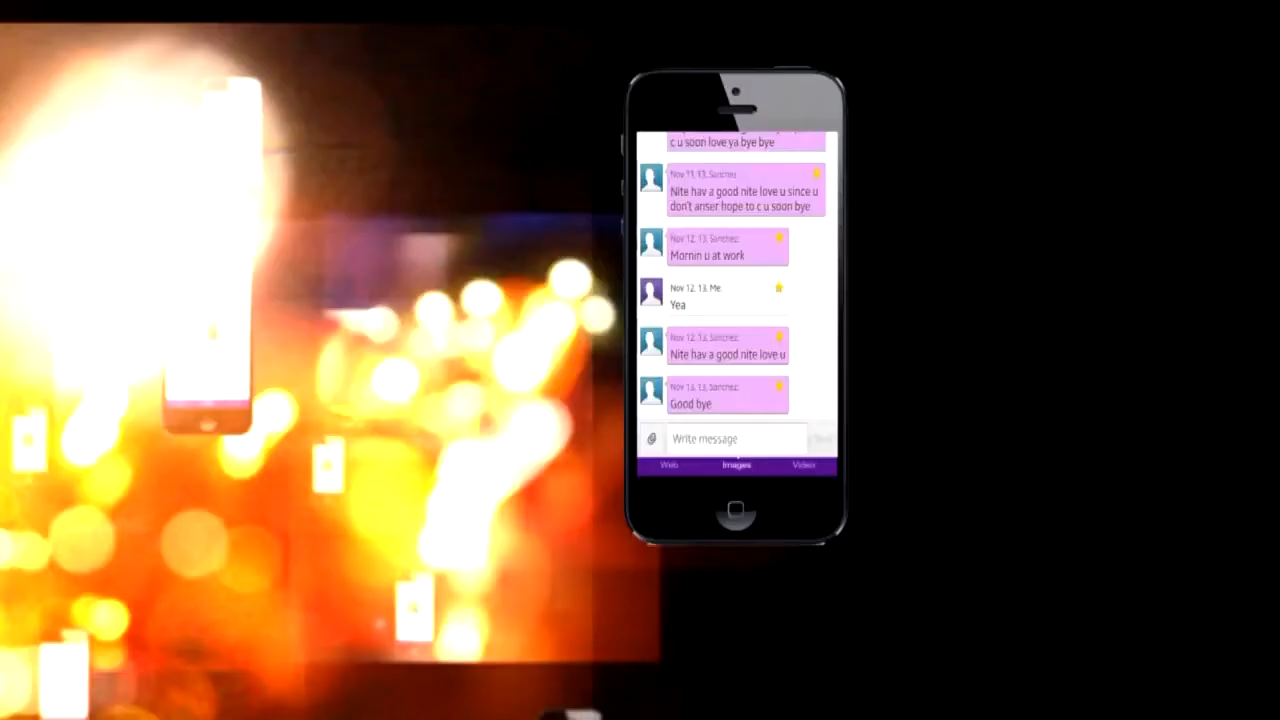 c u soon love ya bye bye
Nov 11, 13, Sanchez
Nite hav a good nite love u since u
don't anser hope to c u soon bye
Nov 12, 13, Sanchez
Mornin u at work
Nov 12, 13, Me
Yea
Nov 12, 13, Sanchez
Nite hav a good nite love u
Nov 13, 13, Sanchez
Good bye
Write message
Web Images Video